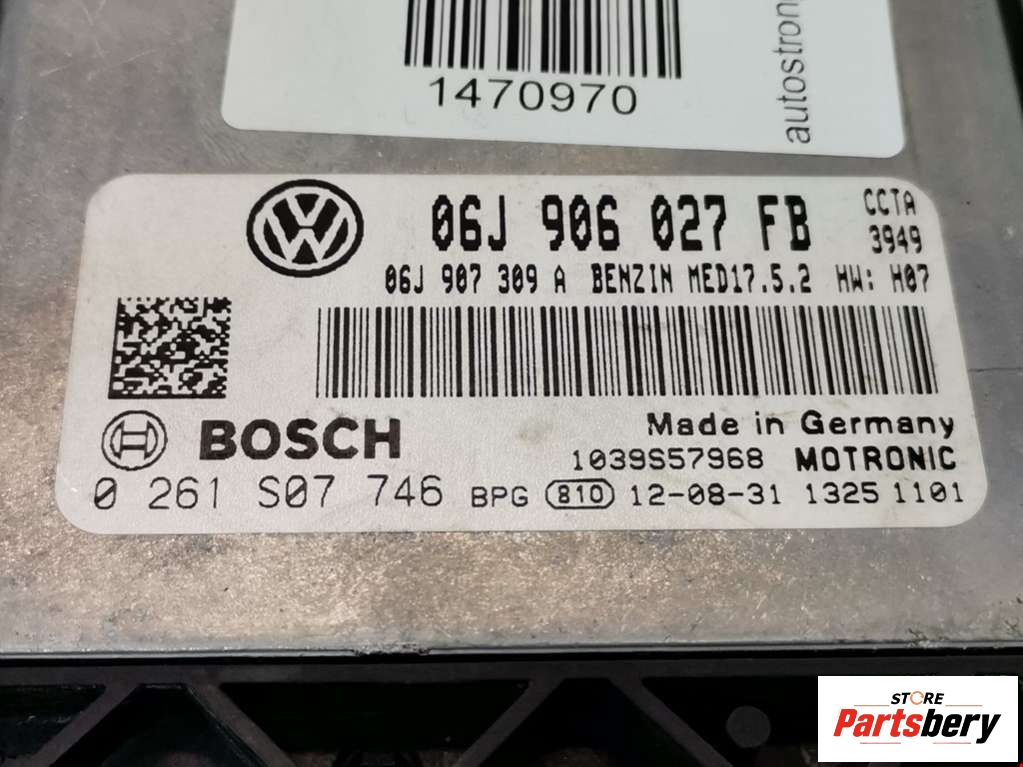 1470970
autostron
06J 906 027 FB CCTA
3949
06J 907 309 A BENZIN MED17.5.2 HW: H07
BOSCH
Made in Germany
1039S57968 MOTRONIC
0 261 S07 746 BPG 810 12-08-31 1325 1101
STORE
Partsbery